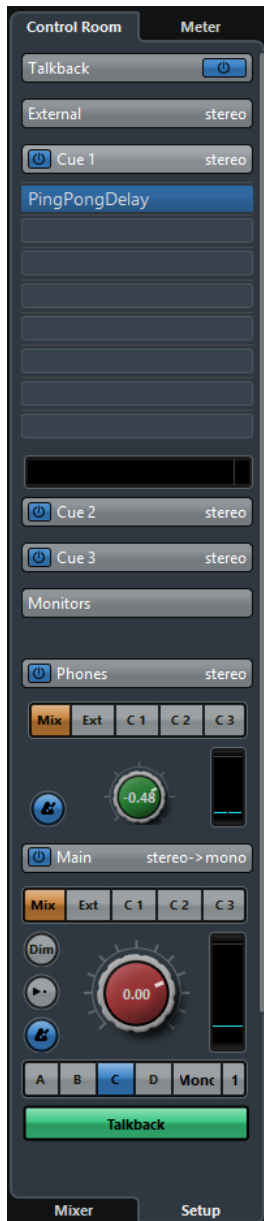 Control Room Meter
Talkback
External stereo
Cue 1 stereo
PingPongDelay
Cue 2 stereo
Cue 3 stereo
Monitors
Phones stereo
Mix Ext C 1 C 2 C 3
-0.48
Main stereo->mono
Mix Ext C 1 C 2 C 3
Dim
0.00
A B C D Mono 1
Talkback
Mixer Setup